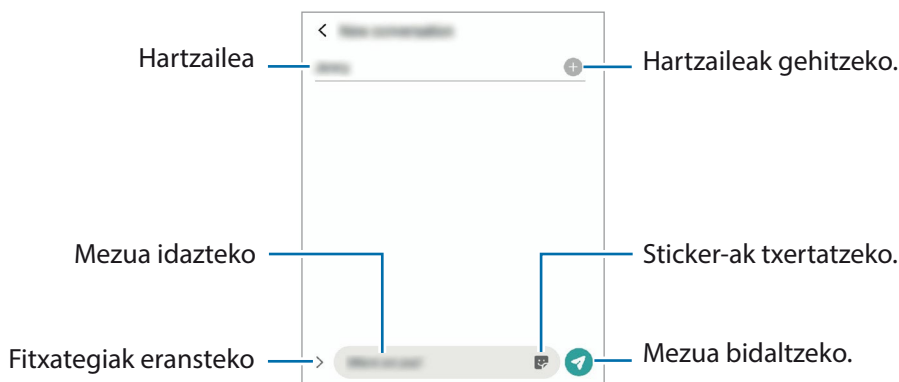 Hartzailea
Hartzaileak gehitzeko.
Mezua idazteko
Sticker-ak txertatzeko.
Fitxategiak eransteko
Mezua bidaltzeko.